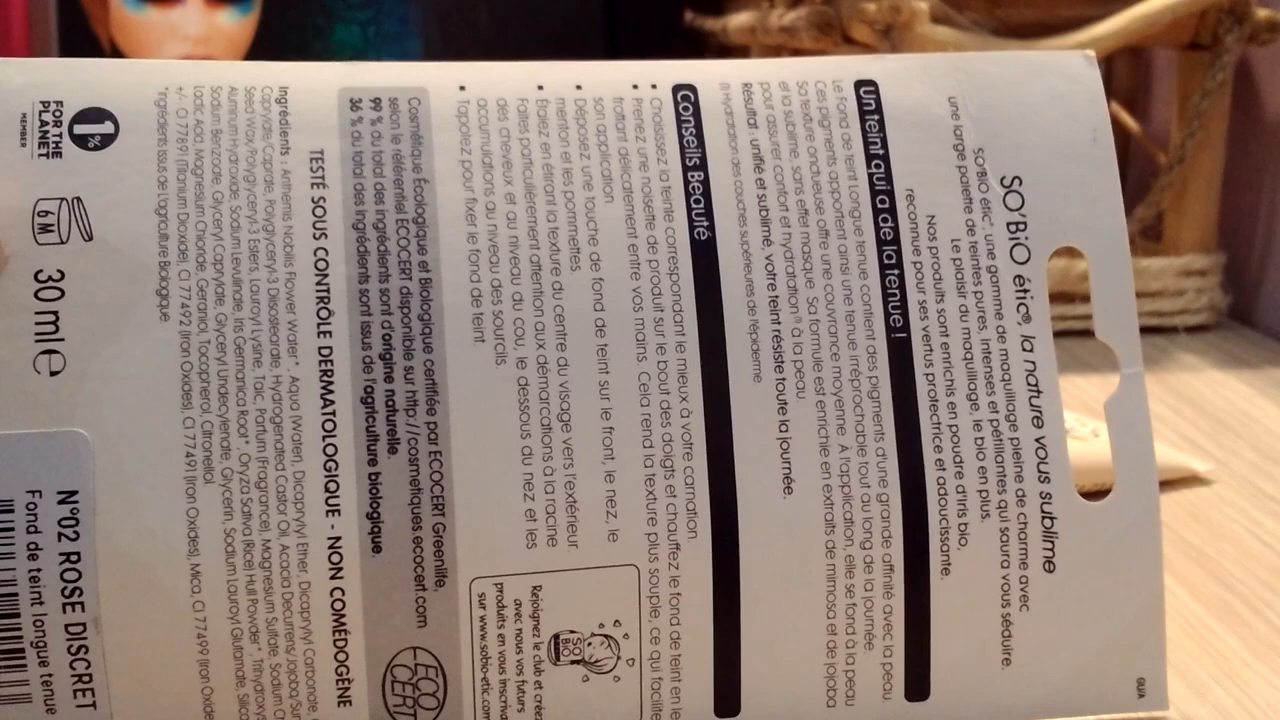 GUIA
SO'BiO étic®, la nature vous sublime
SO'BiO étic®, une gamme de maquillage pleine de charme avec
une large palette de teintes pures, intenses et pétillantes qui saura vous séduire.
Le plaisir du maquillage, le bio en plus.
Nos produits sont enrichis en poudre d'Iris bio,
reconnue pour ses vertus protectrice et adoucissante.
Un teint qui a de la tenue !
Le Fond de teint Longue tenue contient des pigments d'une grande affinité avec la peau.
Ces pigments apportent ainsi une tenue irréprochable tout au long de la journée.
Sa texture onctueuse offre une couvrance moyenne. À l'application, elle se fond à la peau
et la sublime, sans effet masque. Sa formule est enrichie en extraits de mimosa et de jojoba
pour assurer confort et hydratation(1) à la peau.
Résultat : unifié et sublimé, votre teint résiste toute la journée.
(1) Hydratation des couches supérieures de l'épiderme
Conseils Beauté
• Choisissez la teinte correspondant le mieux à votre carnation.
• Prenez une noisette de produit sur le bout des doigts et chauffez le fond de teint en le
frottant délicatement entre vos mains. Cela rend la texture plus souple, ce qui facilite
son application.
• Déposez une touche de fond de teint sur le front, le nez, le
menton et les pommettes.
• Étalez en étirant la texture du centre du visage vers l'extérieur.
Faites particulièrement attention aux démarcations à la racine
des cheveux et au niveau du cou, le dessous du nez et les
accumulations au niveau des sourcils.
• Tapotez pour fixer le fond de teint
SO BiO
Rejoignez le club et créez
avec nous vos futurs
produits en vous inscriva
sur www.sobio-etic.com
Cosmétique Écologique et Biologique certifiée par ECOCERT Greenlife,
selon le référentiel ECOCERT disponible sur http://cosmetiques.ecocert.com
99 % du total des ingrédients sont d'origine naturelle.
36 % du total des ingrédients sont issus de l'agriculture biologique.
ECO CERT
TESTÉ SOUS CONTRÔLE DERMATOLOGIQUE - NON COMÉDOGÈNE
Ingrédients : Anthemis Nobilis Flower Water*, Aqua (Water), Dicaprylyl Ether, Dicaprylyl Carbonate,
Caprylate/Caprate, Polyglyceryl-3 Diisostearate, Hydrogenated Castor Oil, Acacia Decurrens/Jojoba/Sun
Seed Wax/Polyglyceryl-3 Esters, Lauroyl Lysine, Talc, Parfum (Fragrance), Magnesium Sulfate, Sodium C
Aluminum Hydroxide, Sodium Levulinate, Iris Germanica Root*, Oryza Sativa (Rice) Hull Powder*, Trihydroxys
Sodium Benzoate, Glyceryl Caprylate, Glyceryl Undecylenate, Glycerin, Sodium Lauroyl Glutamate, Silica
Lactic Acid, Magnesium Chloride, Geraniol, Tocopherol, Citronellol.
+/- CI 77891 (Titanium Dioxide), CI 77492 (Iron Oxides), CI 77491 (Iron Oxides), Mica, CI 77499 (Iron Oxide
*Ingrédients issus de l'agriculture Biologique
1%
FOR THE
PLANET
MEMBER
6M
30 ml e
N°02 ROSE DISCRET
Fond de teint longue tenue